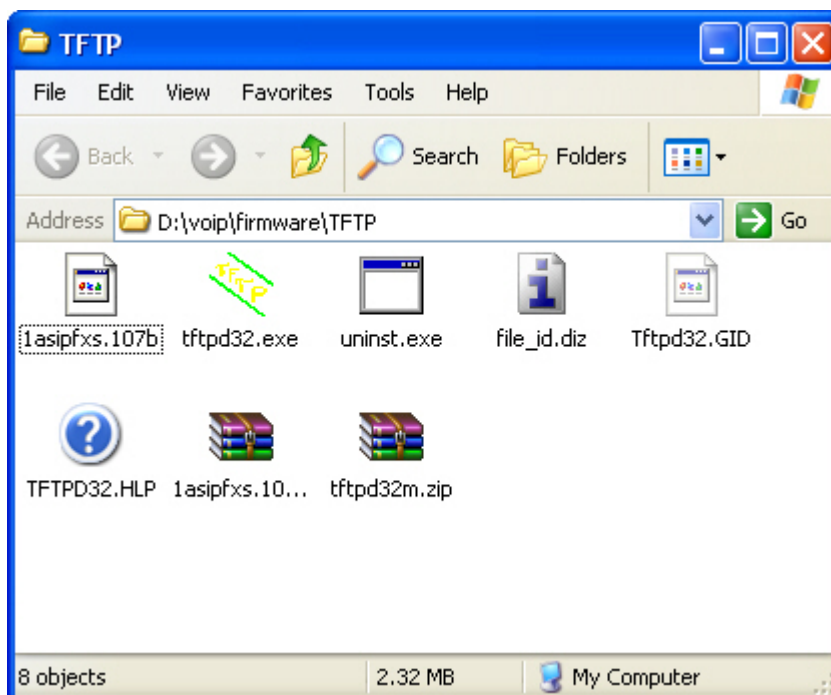 TFTP
File Edit View Favorites Tools Help
Back Search Folders
Address D:\voip\firmware\TFTP Go
1asipfxs.107b tftpd32.exe uninst.exe file_id.diz Tftpd32.GID
TFTPD32.HLP 1asipfxs.10... tftpd32m.zip
8 objects 2.32 MB My Computer